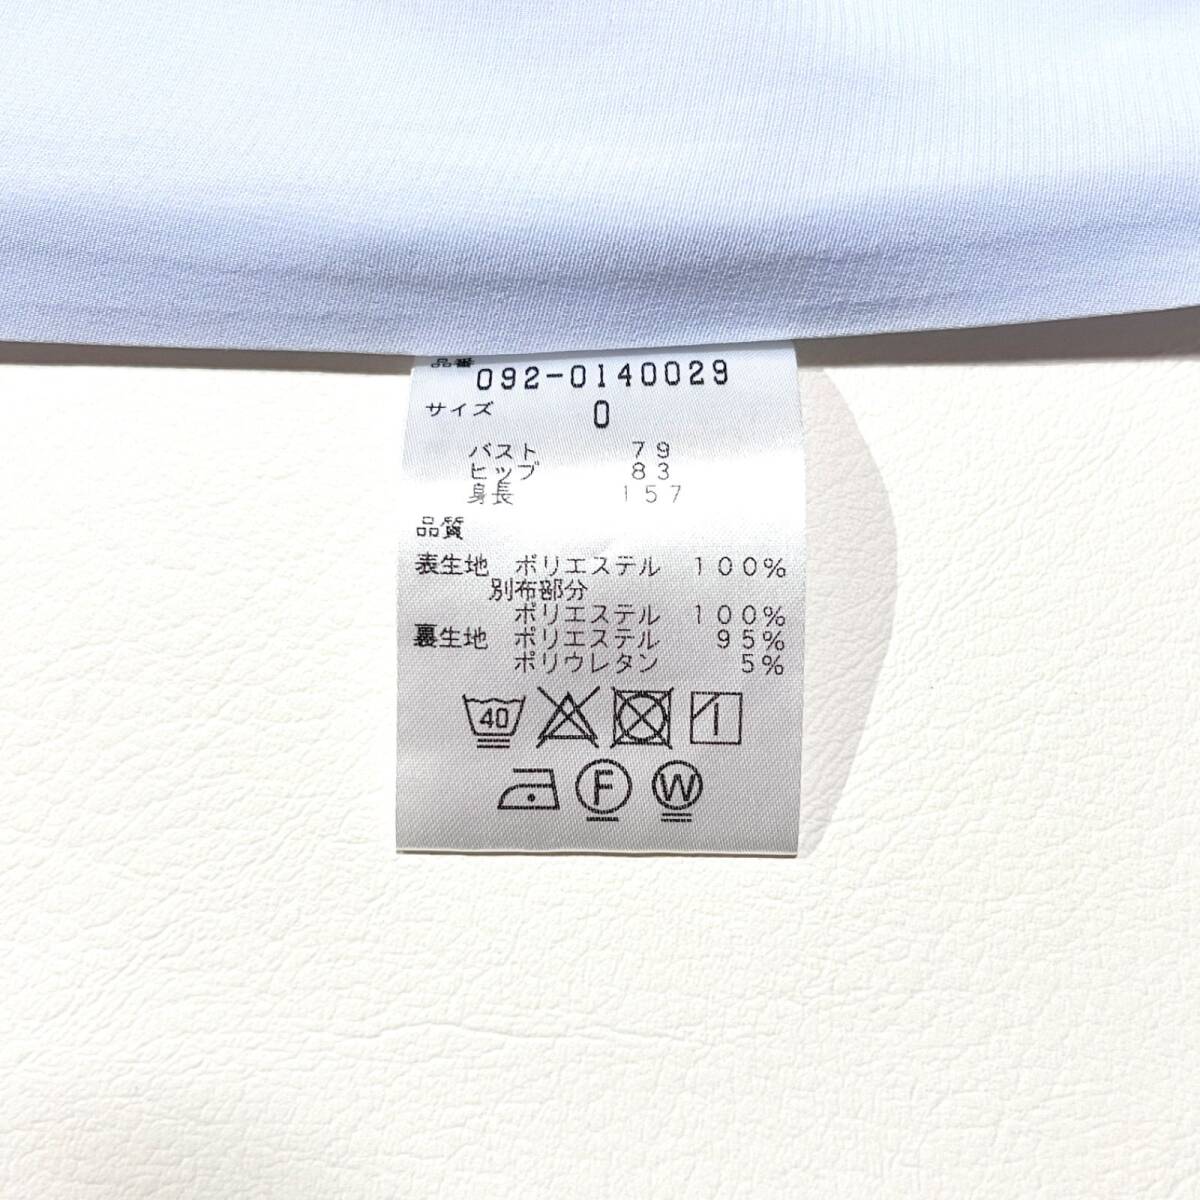 品番 092-0140029
サイズ 0
バスト 79
ヒップ 83
身長 157
品質
表生地 ポリエステル 100%
別布部分
ポリエステル 100%
裏生地 ポリエステル 95%
ポリウレタン 5%
40
F W